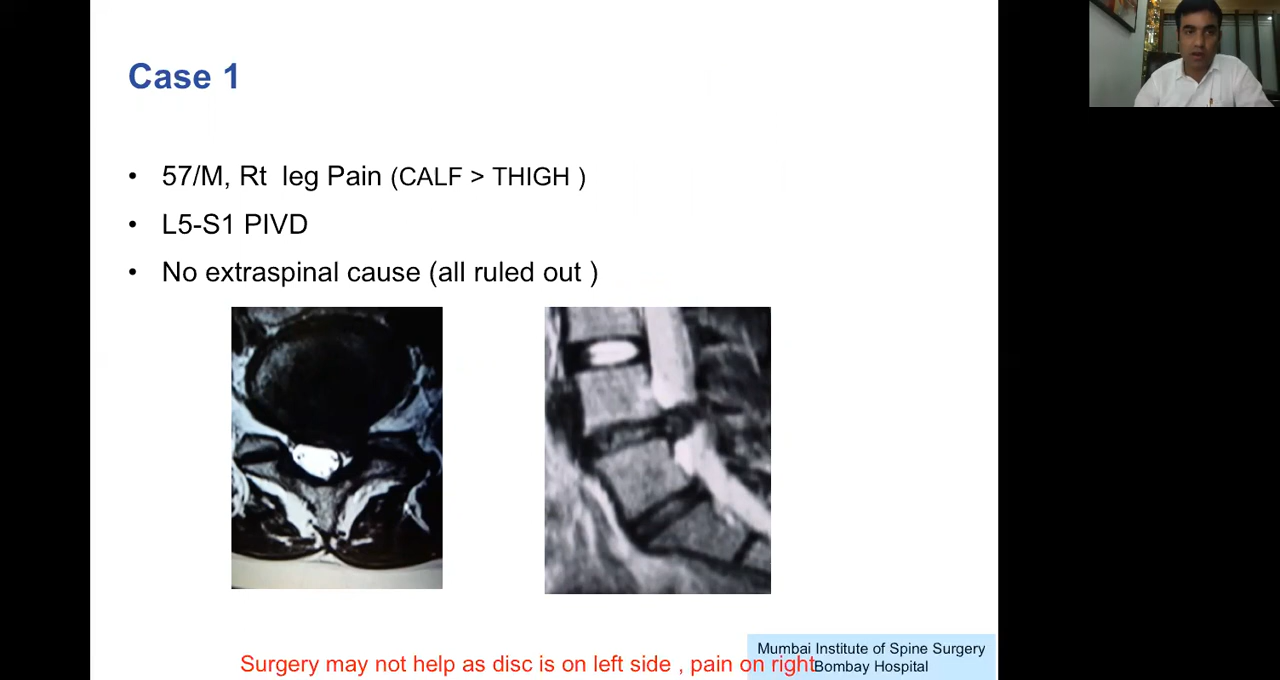 Case 1
• 57/M, Rt leg Pain (CALF > THIGH )
• L5-S1 PIVD
• No extraspinal cause (all ruled out )
Mumbai Institute of Spine Surgery
Bombay Hospital
Surgery may not help as disc is on left side , pain on right